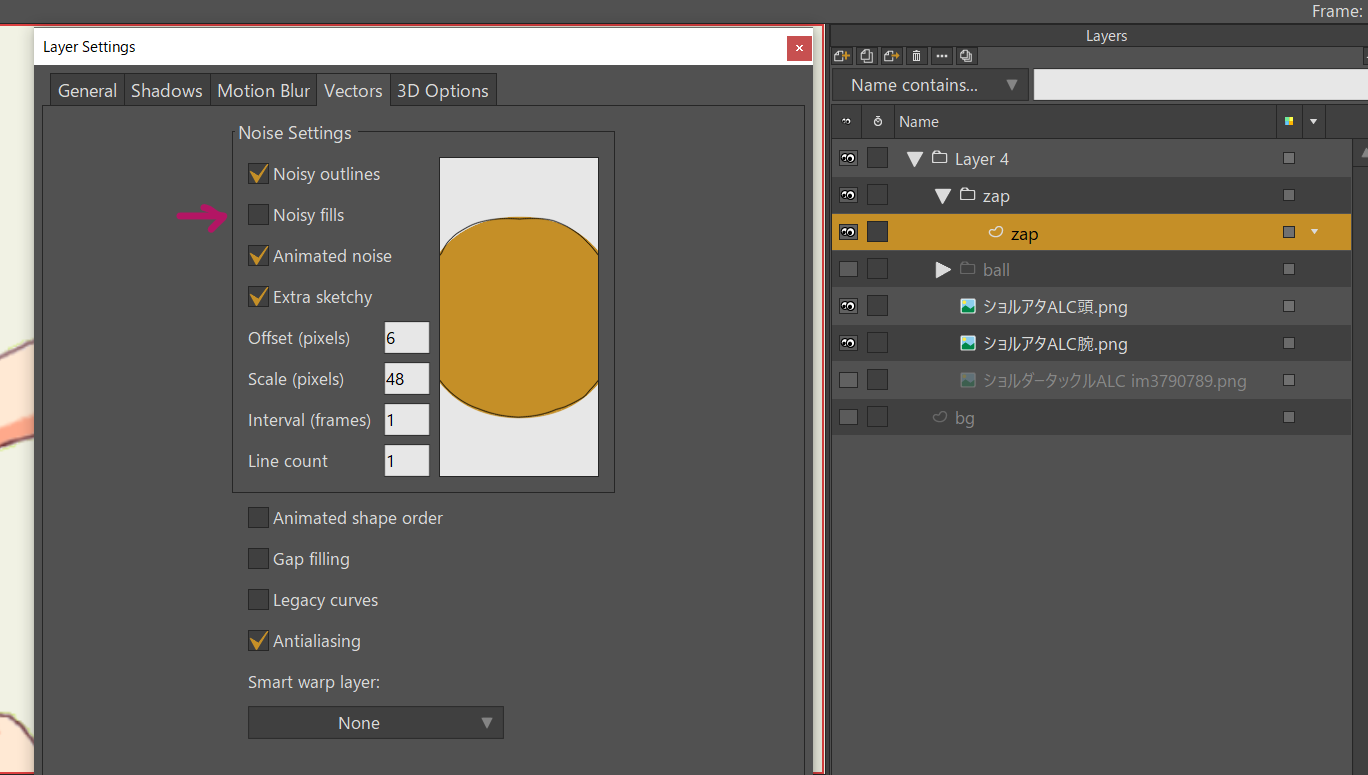 Frame:
Layer Settings
General Shadows Motion Blur Vectors 3D Options
Noise Settings
Noisy outlines
Noisy fills
Animated noise
Extra sketchy
Offset (pixels) 6
Scale (pixels) 48
Interval (frames) 1
Line count 1
Animated shape order
Gap filling
Legacy curves
Antialiasing
Smart warp layer:
None
Layers
Name contains...
Name
Layer 4
zap
zap
ball
ショルアタALC頭.png
ショルアタALC腕.png
ショルダータックルALC im3790789.png
bg